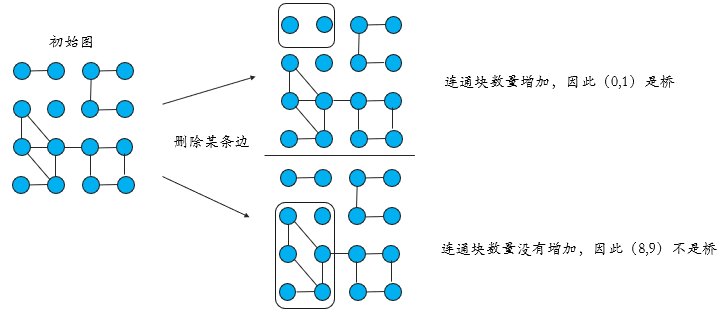 初始图
删除某条边
连通块数量增加，因此（0,1）是桥
连通块数量没有增加，因此（8,9）不是桥